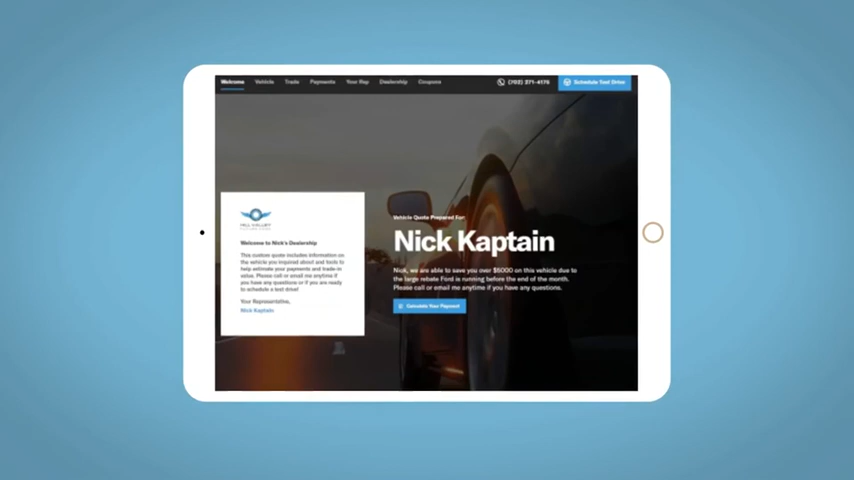 Welcome Vehicle Trade Payments Your Rep Dealership Coupons (702) 371-4176 Schedule Test Drive
Welcome to Nick's Dealership
This custom quote includes information on
the vehicle you inquired about and tools to
help estimate your payments and trade-in
value. Please call or email me anytime if
you have any questions or if you are ready
to schedule a test drive!
Your Representative,
Nick Kaptain
Vehicle Quote Prepared For:
Nick Kaptain
Nick, we are able to save you over $5000 on this vehicle due to
the large rebate Ford is running before the end of the month.
Please call or email me anytime if you have any questions.
Calculate Your Payment